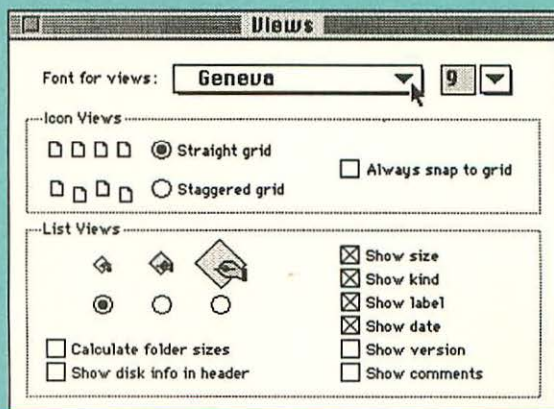 Views
Font for views: Geneva 9
Icon Views
Straight grid
Always snap to grid
Staggered grid
List Views
Show size
Show kind
Show label
Show date
Calculate folder sizes
Show version
Show disk info in header
Show comments